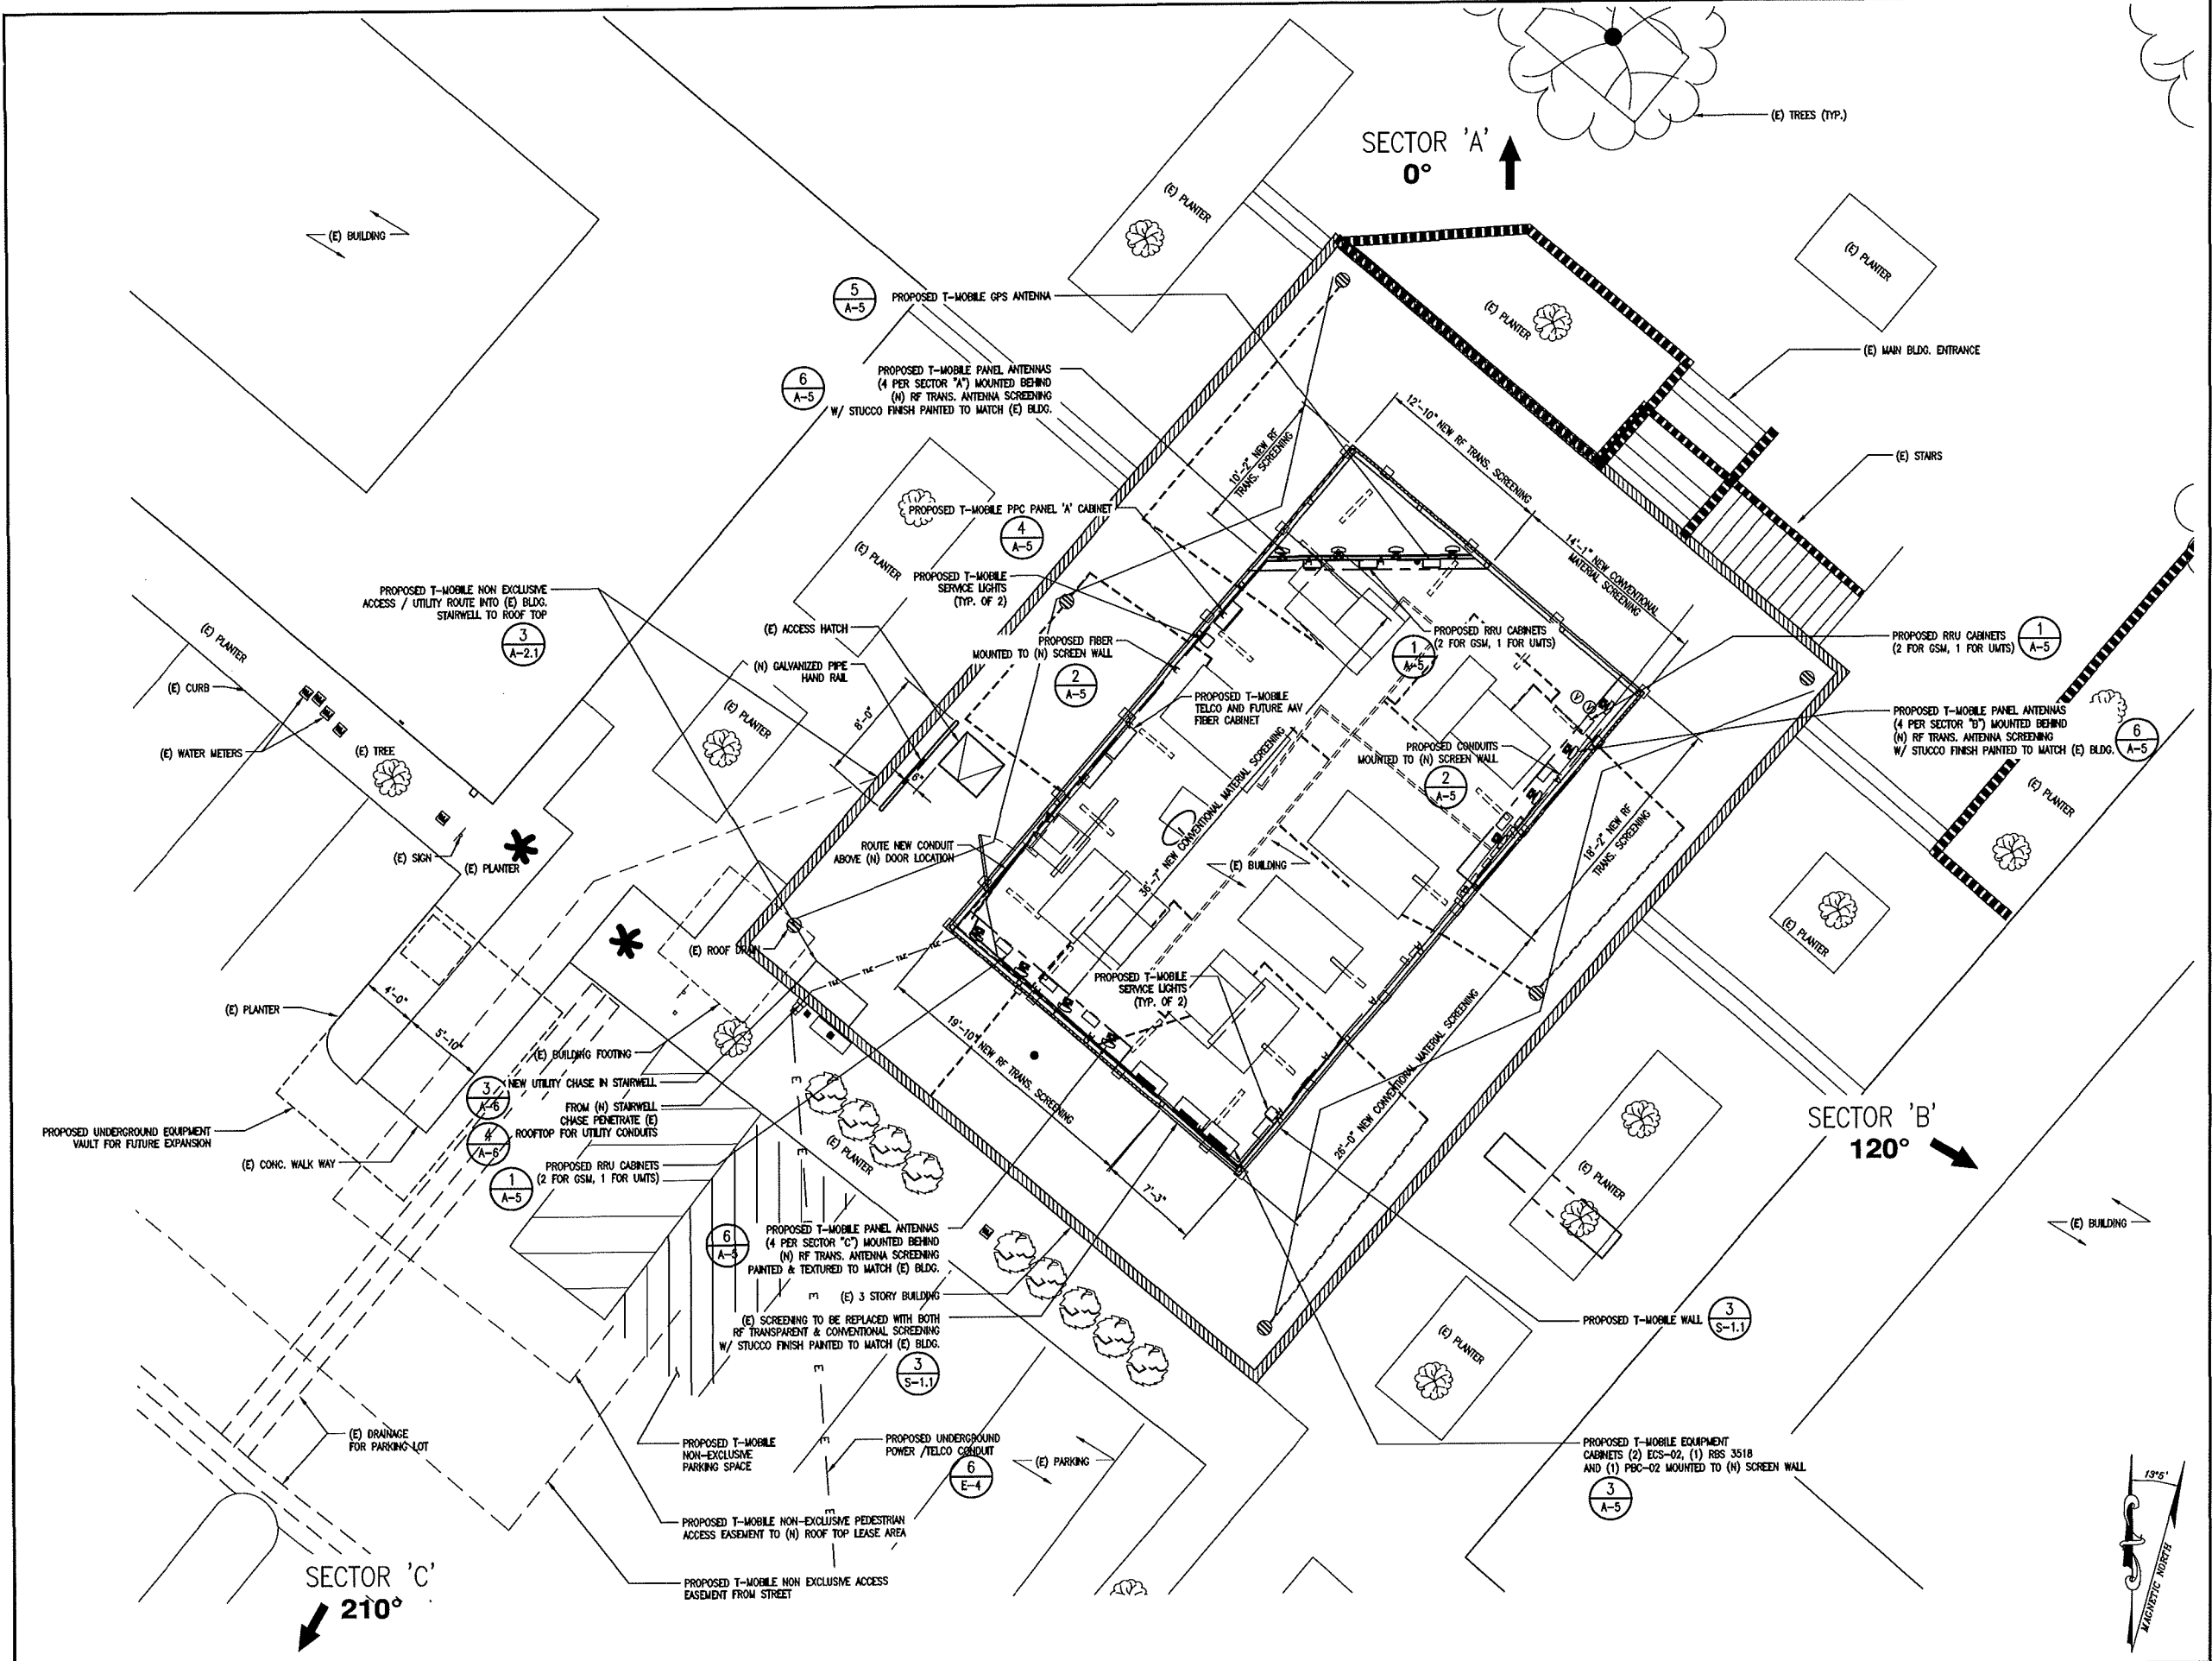 SECTOR 'A'
0°
(E) TREES (TYP.)
(E) PLANTER
(E) BUILDING
(E) PLANTER
(E) PLANTER
5
A-5
PROPOSED T-MOBILE GPS ANTENNA
(E) MAIN BLDG. ENTRANCE
6
A-5
PROPOSED T-MOBILE PANEL ANTENNAS
(4 PER SECTOR "A") MOUNTED BEHIND
(N) RF TRANS. ANTENNA SCREENING
W/ STUCCO FINISH PAINTED TO MATCH (E) BLDG.
12'-10" NEW RF TRANS. SCREENING
10'-2" NEW RF
TRANS. SCREENING
(E) STAIRS
PROPOSED T-MOBILE PPC PANEL 'A' CABINET
4
A-5
14'-1" NEW CONVENTIONAL
MATERIAL SCREENING
(E) PLANTER
PROPOSED T-MOBILE
SERVICE LIGHTS
(TYP. OF 2)
PROPOSED T-MOBILE NON EXCLUSIVE
ACCESS / UTILITY ROUTE INTO (E) BLDG.
STAIRWELL TO ROOF TOP
3
A-2.1
(E) ACCESS HATCH
PROPOSED FIBER
MOUNTED TO (N) SCREEN WALL
2
A-5
PROPOSED RRU CABINETS
(2 FOR GSM, 1 FOR UMTS)
1
A-5
PROPOSED RRU CABINETS
(2 FOR GSM, 1 FOR UMTS)
1
A-5
(E) PLANTER
(N) GALVANIZED PIPE
HAND RAIL
(E) CURB
PROPOSED T-MOBILE
TELCO AND FUTURE AAV
FIBER CABINET
V
V
PROPOSED T-MOBILE PANEL ANTENNAS
(4 PER SECTOR "B") MOUNTED BEHIND
(N) RF TRANS. ANTENNA SCREENING
W/ STUCCO FINISH PAINTED TO MATCH (E) BLDG.
6
A-5
(E) PLANTER
8'-0"
6"
(E) WATER METERS
(E) TREE
PROPOSED CONDUITS
MOUNTED TO (N) SCREEN WALL
2
A-5
36'-7" NEW CONVENTIONAL MATERIAL SCREENING
(E) PLANTER
18'-2" NEW RF
TRANS. SCREENING
ROUTE NEW CONDUIT
ABOVE (N) DOOR LOCATION
(E) SIGN
(E) PLANTER
(E) BUILDING
(E) PLANTER
(E) ROOF DRAIN
PROPOSED T-MOBILE
SERVICE LIGHTS
(TYP. OF 2)
(E) PLANTER
4'-0"
5'-10"
19'-10" NEW RF TRANS. SCREENING
26'-0" NEW CONVENTIONAL MATERIAL SCREENING
(E) BUILDING FOOTING
3
A-6
NEW UTILITY CHASE IN STAIRWELL
4
A-6
FROM (N) STAIRWELL
CHASE PENETRATE (E)
ROOFTOP FOR UTILITY CONDUITS
PROPOSED UNDERGROUND EQUIPMENT
VAULT FOR FUTURE EXPANSION
SECTOR 'B'
120°
(E) CONC. WALK WAY
1
A-5
PROPOSED RRU CABINETS
(2 FOR GSM, 1 FOR UMTS)
(E) PLANTER
(E) PLANTER
7'-3"
(E) BUILDING
6
A-5
PROPOSED T-MOBILE PANEL ANTENNAS
(4 PER SECTOR "C") MOUNTED BEHIND
(N) RF TRANS. ANTENNA SCREENING
PAINTED & TEXTURED TO MATCH (E) BLDG.
(E) 3 STORY BUILDING
(E) SCREENING TO BE REPLACED WITH BOTH
RF TRANSPARENT & CONVENTIONAL SCREENING
W/ STUCCO FINISH PAINTED TO MATCH (E) BLDG.
3
S-1.1
PROPOSED T-MOBILE WALL
3
S-1.1
(E) PLANTER
(E) DRAINAGE
FOR PARKING LOT
PROPOSED T-MOBILE
NON-EXCLUSIVE
PARKING SPACE
PROPOSED UNDERGROUND
POWER /TELCO CONDUIT
6
E-4
(E) PARKING
PROPOSED T-MOBILE EQUIPMENT
CABINETS (2) ECS-02, (1) RBS 3518
AND (1) PBC-02 MOUNTED TO (N) SCREEN WALL
3
A-5
PROPOSED T-MOBILE NON-EXCLUSIVE PEDESTRIAN
ACCESS EASEMENT TO (N) ROOF TOP LEASE AREA
PROPOSED T-MOBILE NON EXCLUSIVE ACCESS
EASEMENT FROM STREET
SECTOR 'C'
210°
13°5'
MAGNETIC NORTH